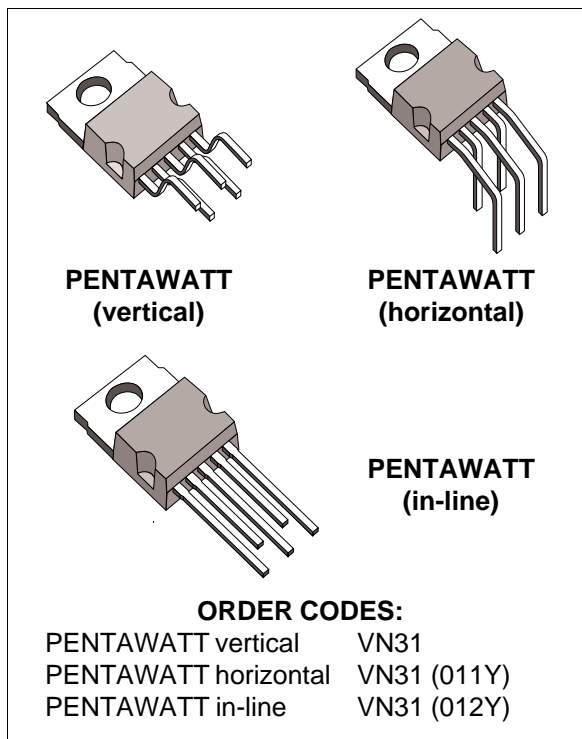 PENTAWATT
(vertical)
PENTAWATT
(horizontal)
PENTAWATT
(in-line)
ORDER CODES:
PENTAWATT vertical VN31
PENTAWATT horizontal VN31 (011Y)
PENTAWATT in-line VN31 (012Y)